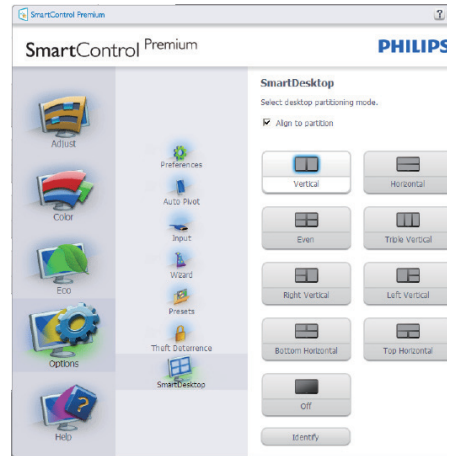 SmartControl Premium
SmartControl Premium
PHILIPS
SmartDesktop
Select desktop partitioning mode.
Align to partition
Adjust
Color
Eco
Options
Help
Preferences
Auto Pivot
Input
Wizard
Presets
Theft Deterrence
SmartDesktop
Vertical
Horizontal
Even
Triple Vertical
Right Vertical
Left Vertical
Bottom Horizontal
Top Horizontal
Off
Identify